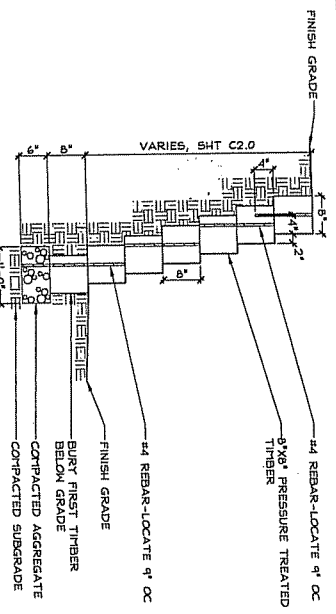 FINISH GRADE
VARIES, SHT C2.0
8"
6"
4"
8"
4"
2"
8"
1'-0"
#4 REBAR-LOCATE 9" OC
8"X8" PRESSURE TREATED
TIMBER
#4 REBAR-LOCATE 9" OC
FINISH GRADE
BURY FIRST TIMBER
BELOW GRADE
COMPACTED AGGREGATE
COMPACTED SUBGRADE